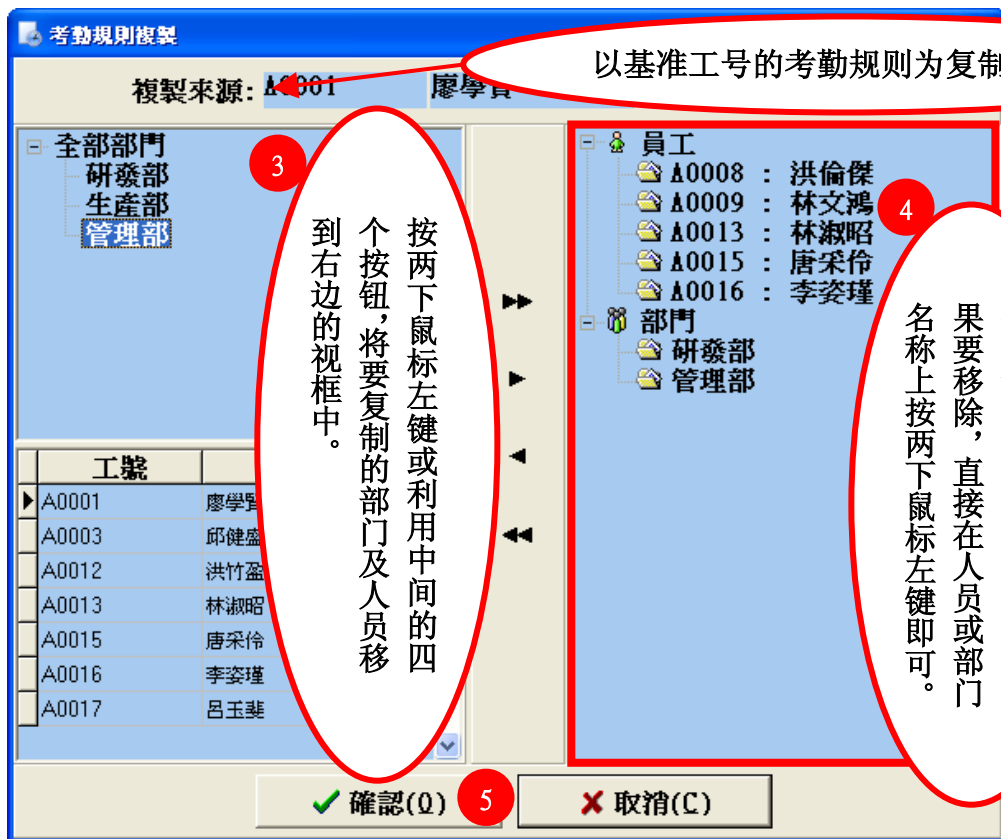 考勤規則複製
以基准工号的考勤规则为复制
複製來源: A0001 廖學賢
全部部門
研發部
生產部
管理部
3
按两下鼠标左键或利用中间的四
个按钮，将要复制的部门及人员移
到右边的视框中。
員工
A0008 : 洪倫傑
A0009 : 林文鴻
A0013 : 林淑昭
A0015 : 唐采伶
A0016 : 李姿瑾
部門
研發部
管理部
4
果要移除，直接在人员或部门
名称上按两下鼠标左键即可。
工號
A0001 廖學賢
A0003 邱健盛
A0012 洪竹盈
A0013 林淑昭
A0015 唐采伶
A0016 李姿瑾
A0017 呂玉斐
確認(O)
5
取消(C)